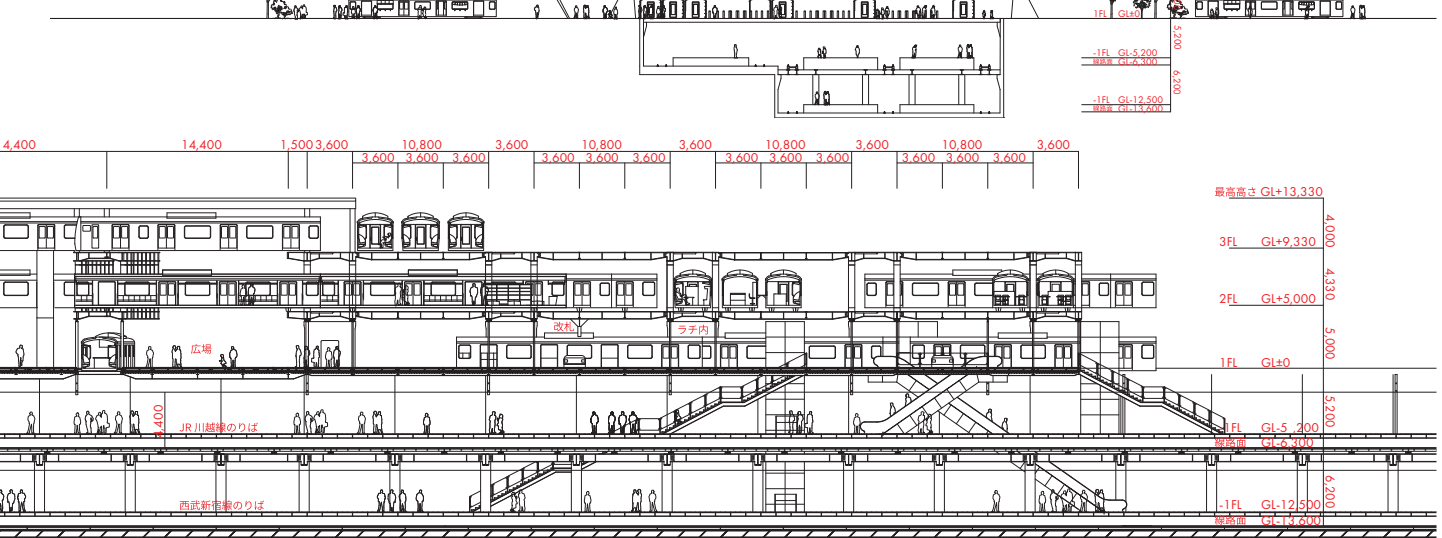 1FL GL±0
5,200
-1FL GL-5,200
線路面 GL-6,300
6,200
-1FL GL-12,500
線路面 GL-13,600
4,400 14,400 1,500 3,600 10,800 3,600 10,800 3,600 10,800 3,600 10,800 3,600
3,600 3,600 3,600 3,600 3,600 3,600 3,600 3,600 3,600 3,600 3,600 3,600
最高高さ GL+13,330
4,000
3FL GL+9,330
4,330
2FL GL+5,000
改札
ラチ内
5,000
広場
1FL GL±0
4,400
5,200
JR川越線のりば
-1FL GL-5 ,200
線路面 GL-6,300
6,200
西武新宿線のりば
-1FL GL-12,500
線路面 GL-13,600